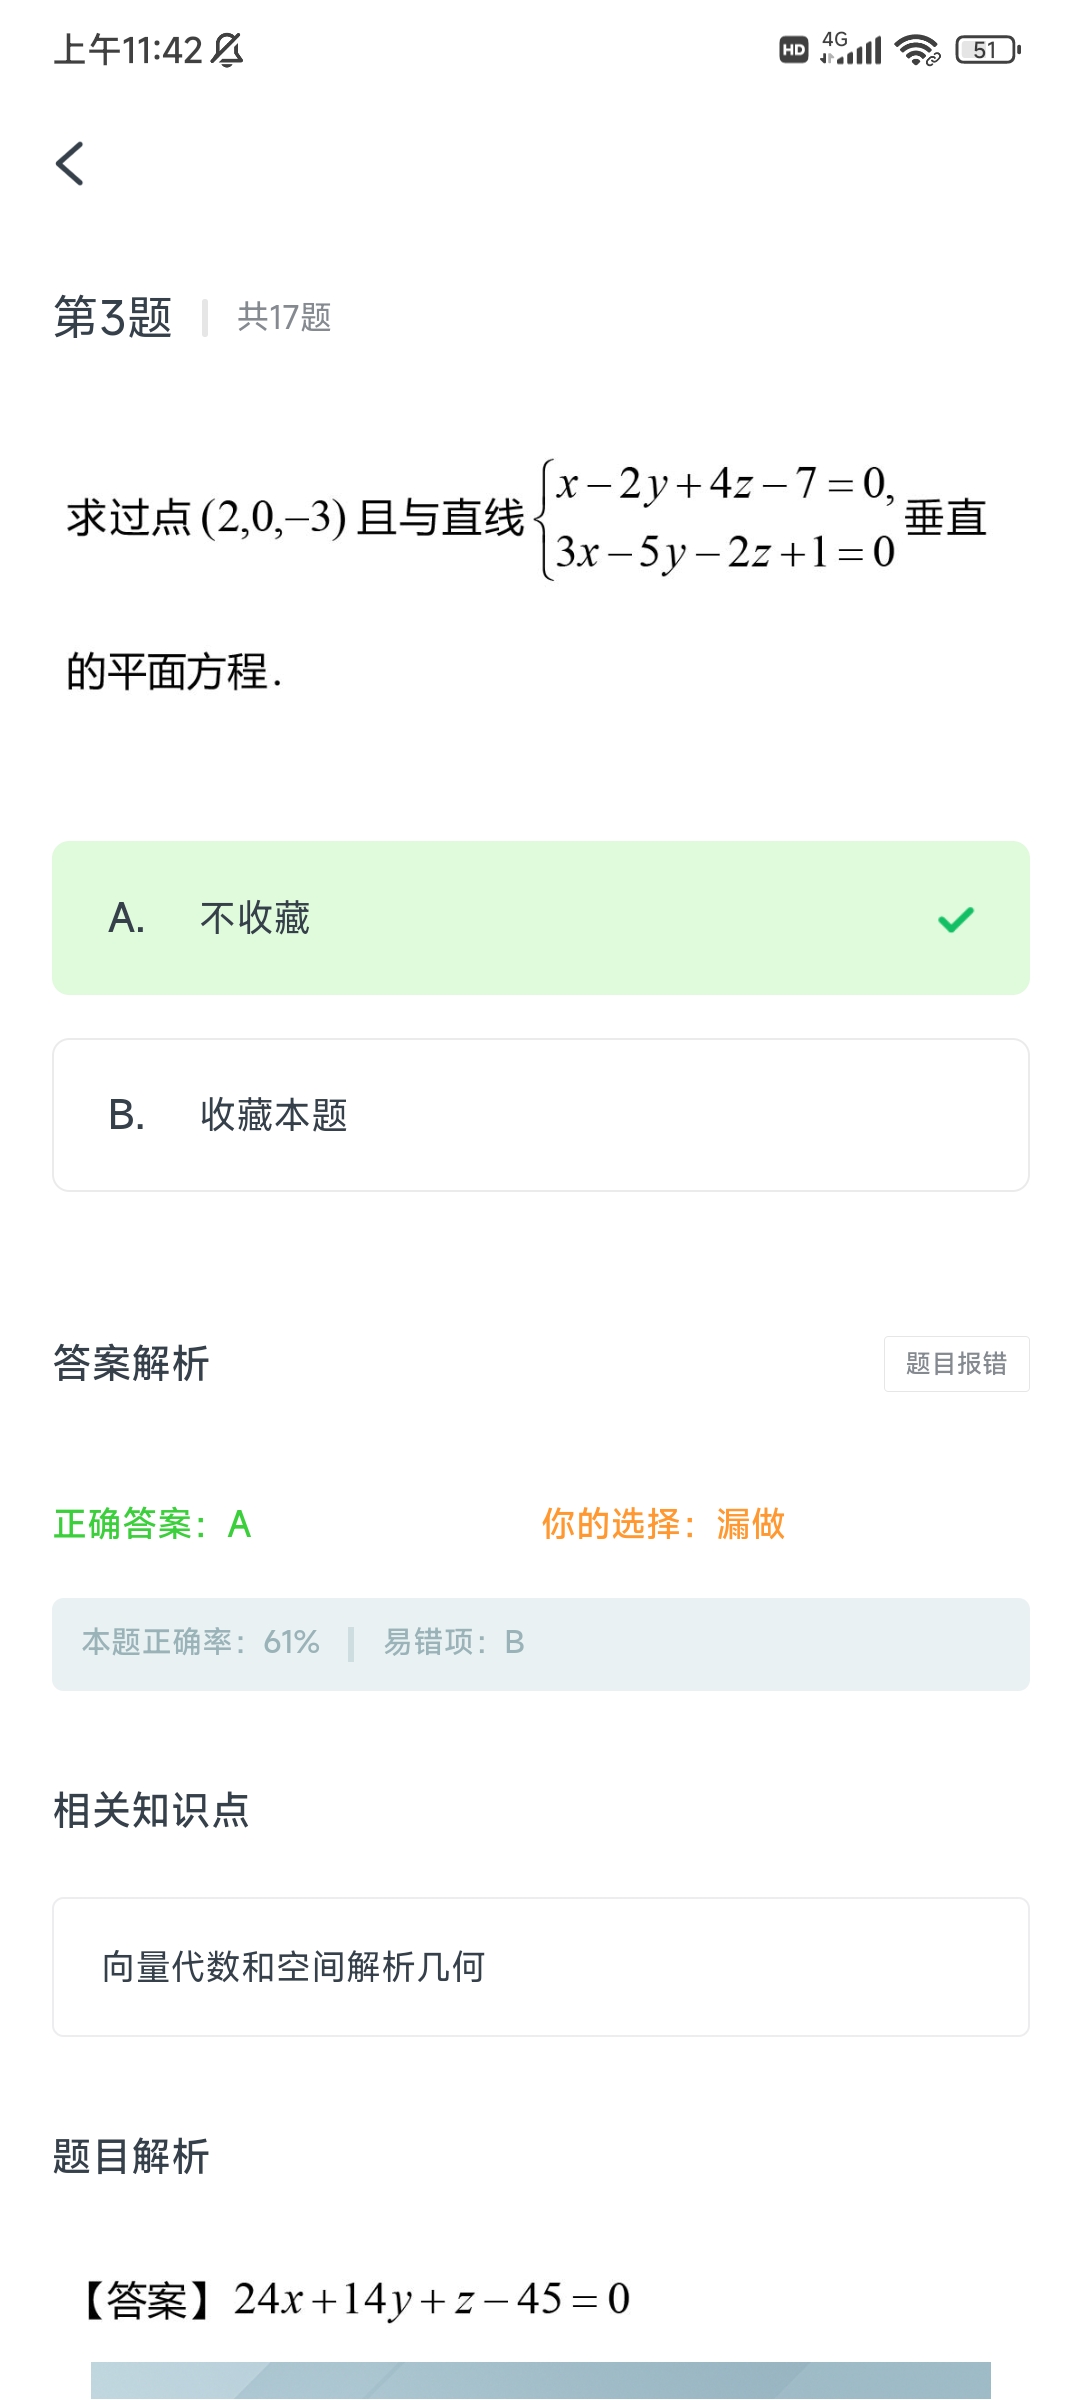 上午11:42
HD 4G 51
第3题 共17题
求过点(2,0,−3)且与直线{x−2y+4z−7=0, 3x−5y−2z+1=0 垂直
的平面方程.
A. 不收藏
B. 收藏本题
答案解析 题目报错
正确答案：A 你的选择：漏做
本题正确率：61% 易错项：B
相关知识点
向量代数和空间解析几何
题目解析
【答案】24x+14y+z−45=0